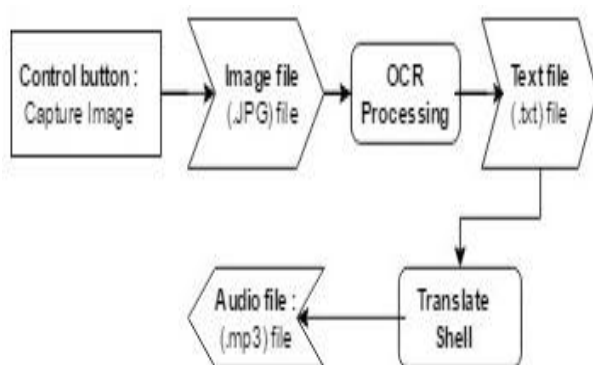 Control button :
Capture Image
Image file
(.JPG) file
OCR
Processing
Text file
(.txt) file
Translate
Shell
Audio file :
(.mp3) file